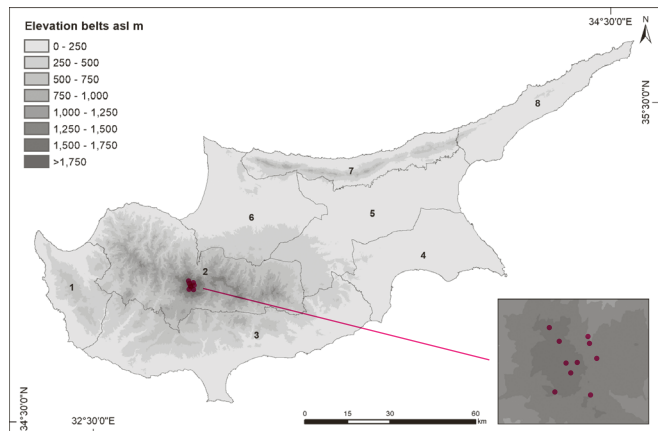 Elevation belts asl m
0 - 250
250 - 500
500 - 750
750 - 1,000
1,000 - 1,250
1,250 - 1,500
1,500 - 1,750
>1,750
34°30'0"E
N
35°30'0"N
8
7
6
5
4
2
1
3
34°30'0"N
32°30'0"E
0 15 30 60
km